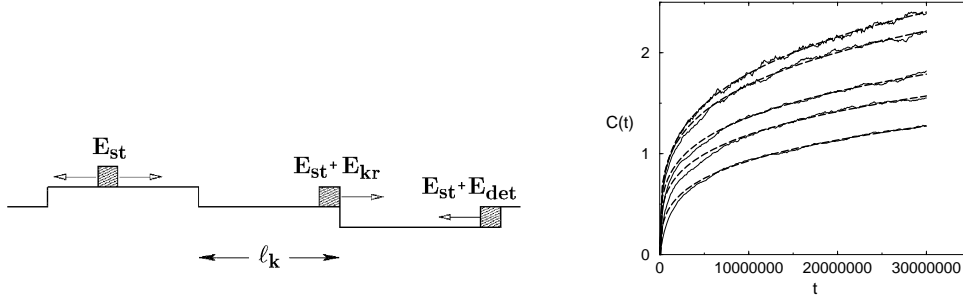 E_st
E_st + E_kr
E_st + E_det
ℓ_k
2
C(t)
1
0
0 10000000 20000000 30000000
t